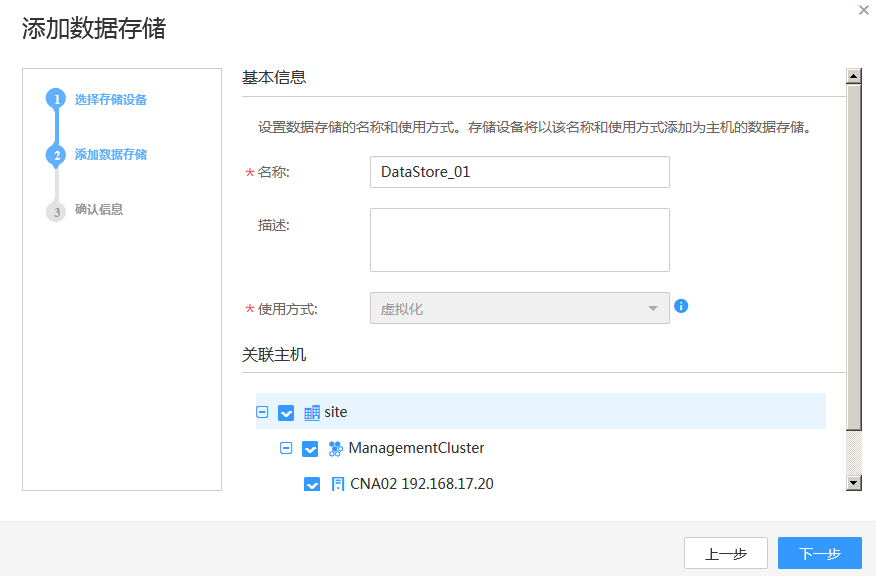 添加数据存储
1 选择存储设备
2 添加数据存储
3 确认信息
基本信息
设置数据存储的名称和使用方式。存储设备将以该名称和使用方式添加为主机的数据存储。
* 名称: DataStore_01
描述:
* 使用方式: 虚拟化
关联主机
site
ManagementCluster
CNA02 192.168.17.20
上一步 下一步